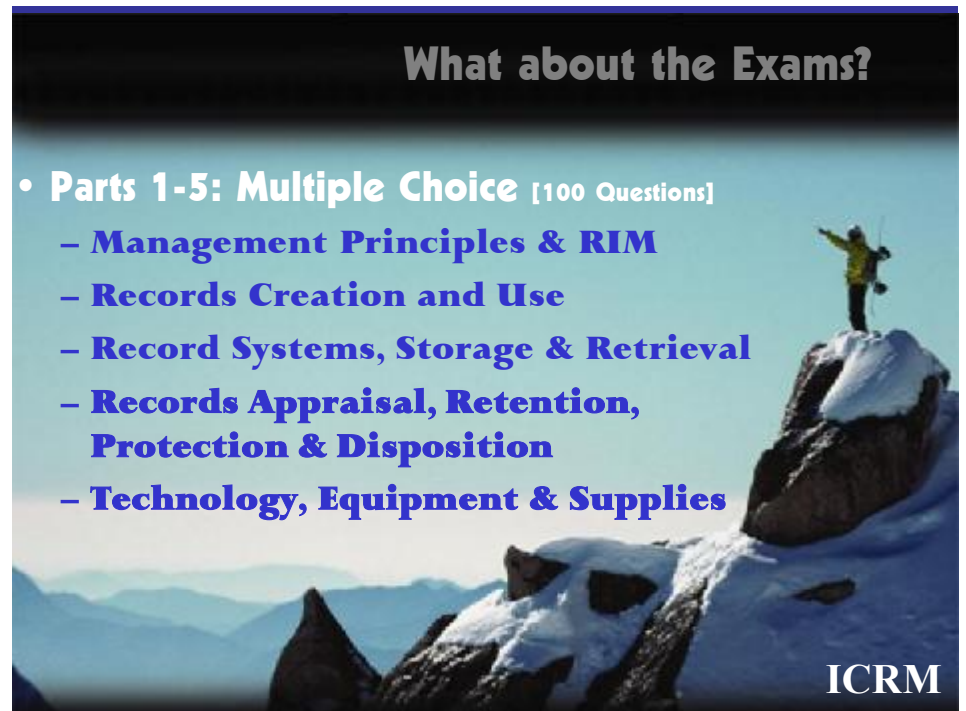 What about the Exams?
• Parts 1-5: Multiple Choice [100 Questions]
– Management Principles & RIM
– Records Creation and Use
– Record Systems, Storage & Retrieval
– Records Appraisal, Retention,
Protection & Disposition
– Technology, Equipment & Supplies
ICRM